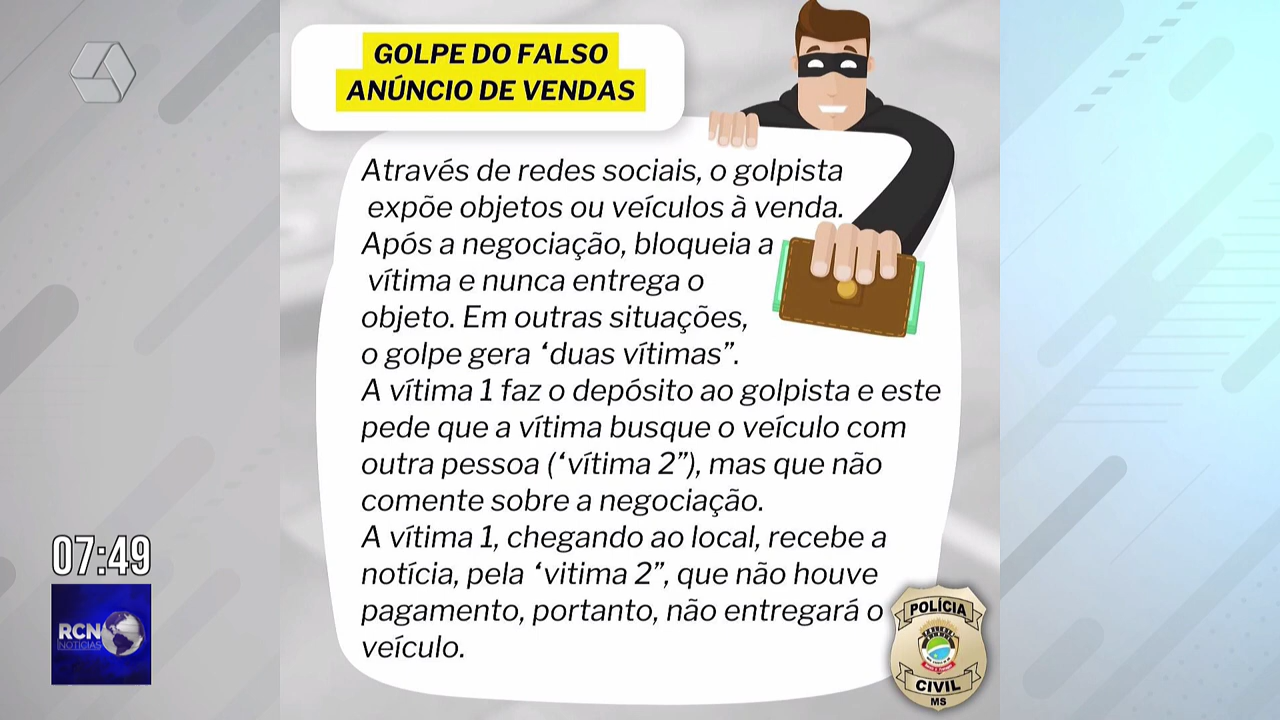 GOLPE DO FALSO
ANÚNCIO DE VENDAS
Através de redes sociais, o golpista
expõe objetos ou veículos à venda.
Após a negociação, bloqueia a
vítima e nunca entrega o
objeto. Em outras situações,
o golpe gera ‘duas vítimas”.
A vítima 1 faz o depósito ao golpista e este
pede que a vítima busque o veículo com
outra pessoa (‘vítima 2”), mas que não
comente sobre a negociação.
A vítima 1, chegando ao local, recebe a
notícia, pela ‘vitima 2”, que não houve
pagamento, portanto, não entregará o
veículo.
07:49
RCN
NOTÍCIAS
POLÍCIA
CIVIL
MS